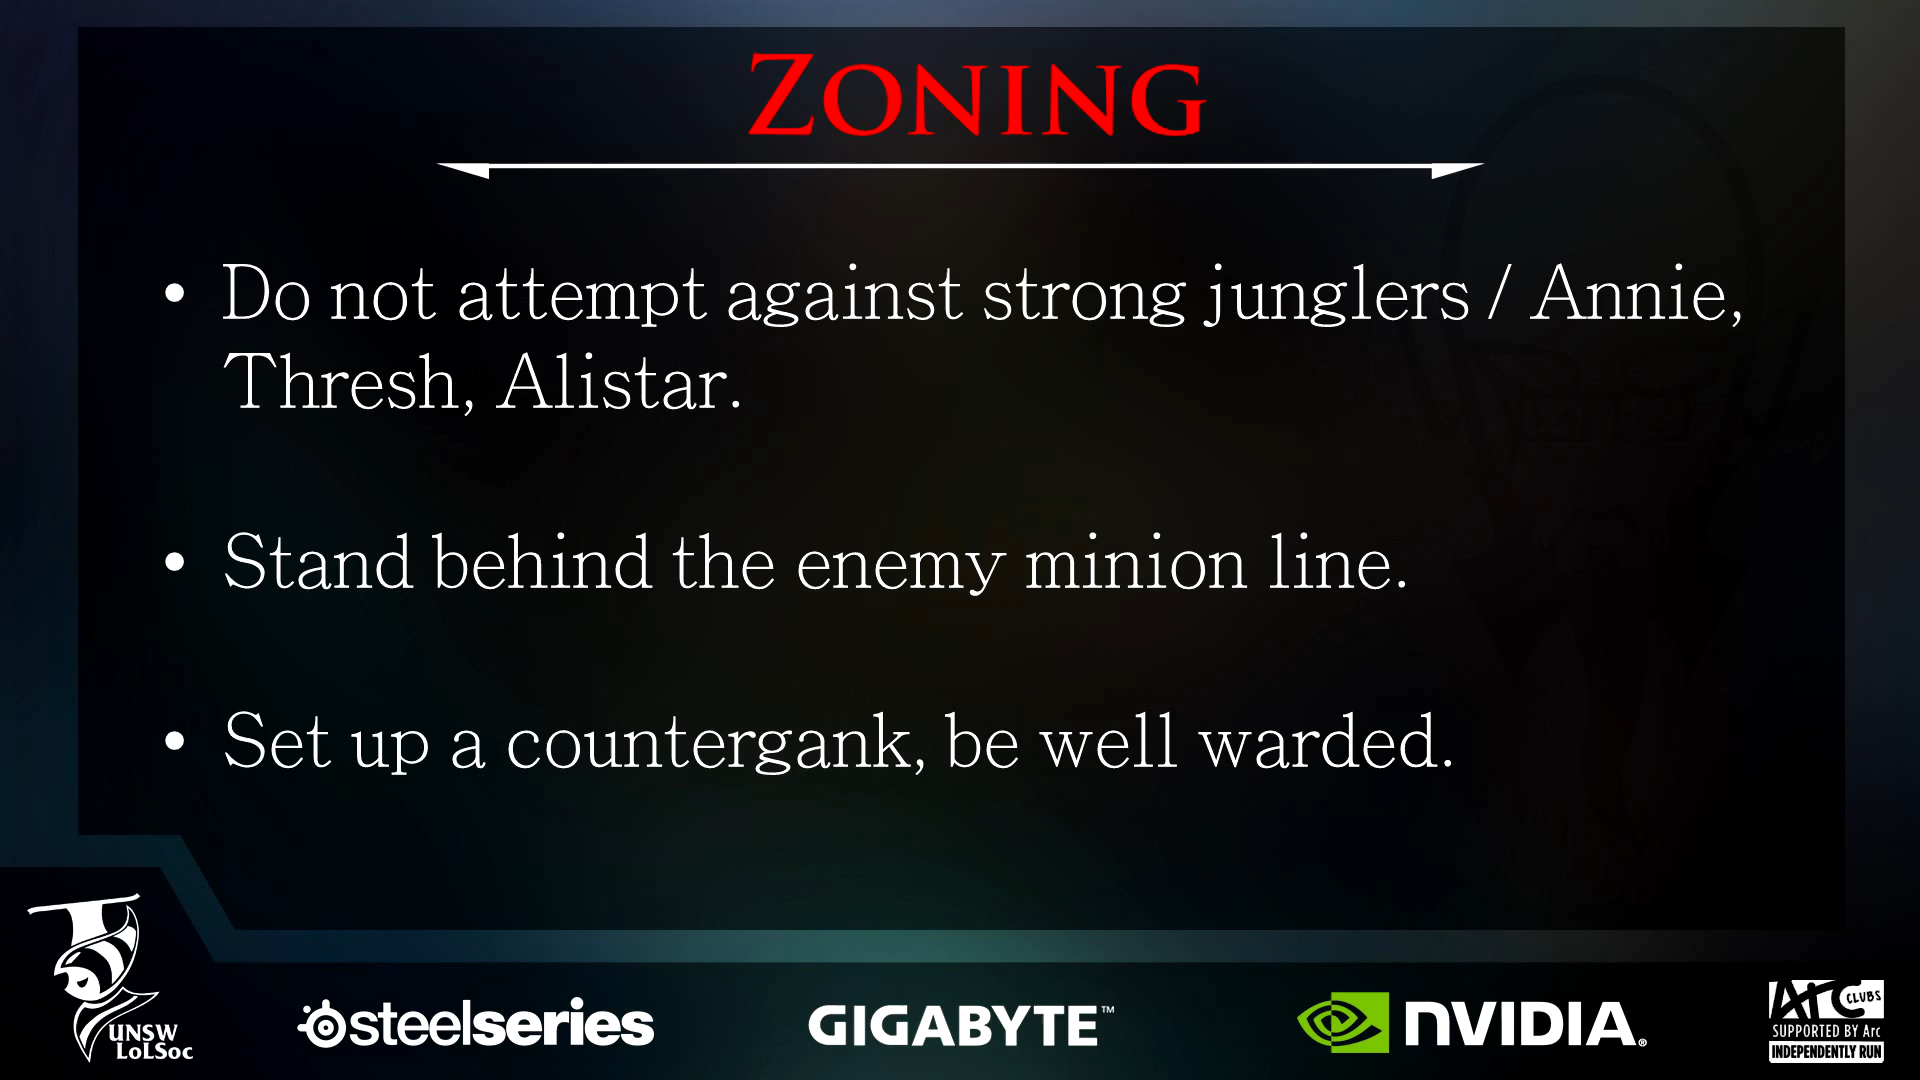 ZONING
• Do not attempt against strong junglers / Annie,
Thresh, Alistar.
• Stand behind the enemy minion line.
• Set up a countergank, be well warded.
UNSW
LoLSoc
steelseries
GIGABYTE™
NVIDIA®
Arc CLUBS
SUPPORTED BY Arc
INDEPENDENTLY RUN